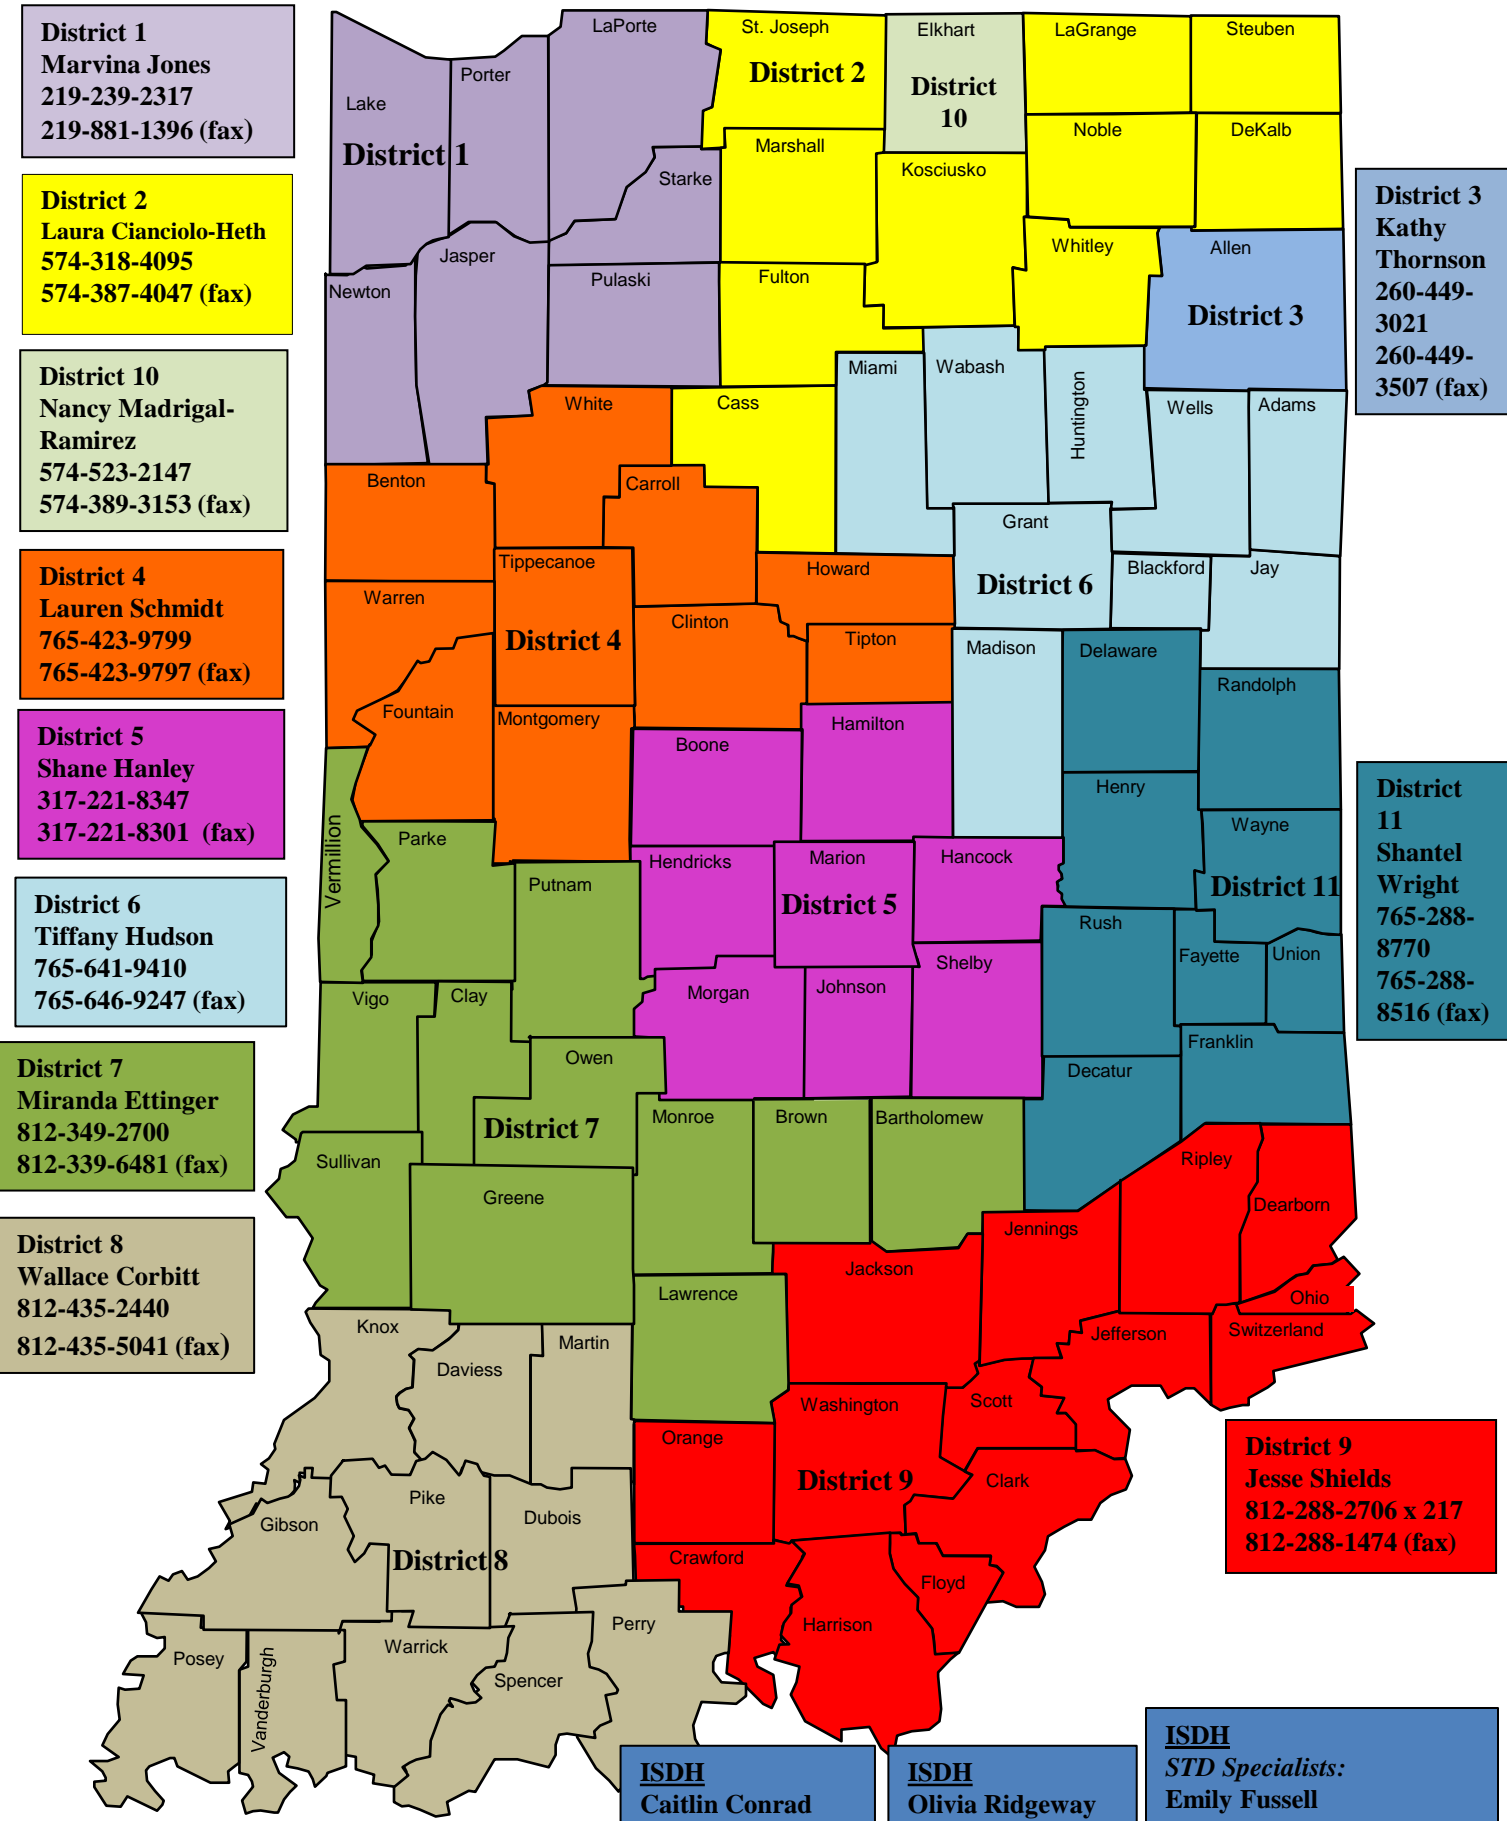 District 1
Marvina Jones
219-239-2317
219-881-1396 (fax)
District 2
Laura Cianciolo-Heth
574-318-4095
574-387-4047 (fax)
District 10
Nancy Madrigal-
Ramirez
574-523-2147
574-389-3153 (fax)
District 4
Lauren Schmidt
765-423-9799
765-423-9797 (fax)
District 5
Shane Hanley
317-221-8347
317-221-8301 (fax)
District 6
Tiffany Hudson
765-641-9410
765-646-9247 (fax)
District 7
Miranda Ettinger
812-349-2700
812-339-6481 (fax)
District 8
Wallace Corbitt
812-435-2440
812-435-5041 (fax)
LaPorte
St. Joseph
Elkhart
LaGrange
Steuben
Porter
District 2
District
10
Lake
Noble
DeKalb
District 1
Marshall
Kosciusko
Starke
Jasper
Whitley
Allen
Newton
Pulaski
Fulton
District 3
Miami
Wabash
Huntington
Wells
Adams
White
Cass
Benton
Carroll
Grant
Tippecanoe
Howard
District 6
Blackford
Jay
Warren
Clinton
District 4
Tipton
Madison
Delaware
Randolph
Fountain
Montgomery
Hamilton
Boone
Henry
Wayne
Vermillion
Parke
Hendricks
Marion
Hancock
Putnam
District 5
District 11
Rush
Fayette
Union
Shelby
Vigo
Clay
Morgan
Johnson
Franklin
Owen
Decatur
Monroe
Brown
Bartholomew
District 7
Sullivan
Ripley
Greene
Dearborn
Jennings
Jackson
Lawrence
Ohio
Knox
Martin
Jefferson
Switzerland
Daviess
Washington
Scott
Orange
District 9
Clark
Pike
Gibson
Dubois
District 8
Crawford
Floyd
Harrison
Perry
Warrick
Posey
Vanderburgh
Spencer
District 3
Kathy
Thornson
260-449-
3021
260-449-
3507 (fax)
District
11
Shantel
Wright
765-288-
8770
765-288-
8516 (fax)
District 9
Jesse Shields
812-288-2706 x 217
812-288-1474 (fax)
ISDH
Caitlin Conrad
ISDH
Olivia Ridgeway
ISDH
STD Specialists:
Emily Fussell